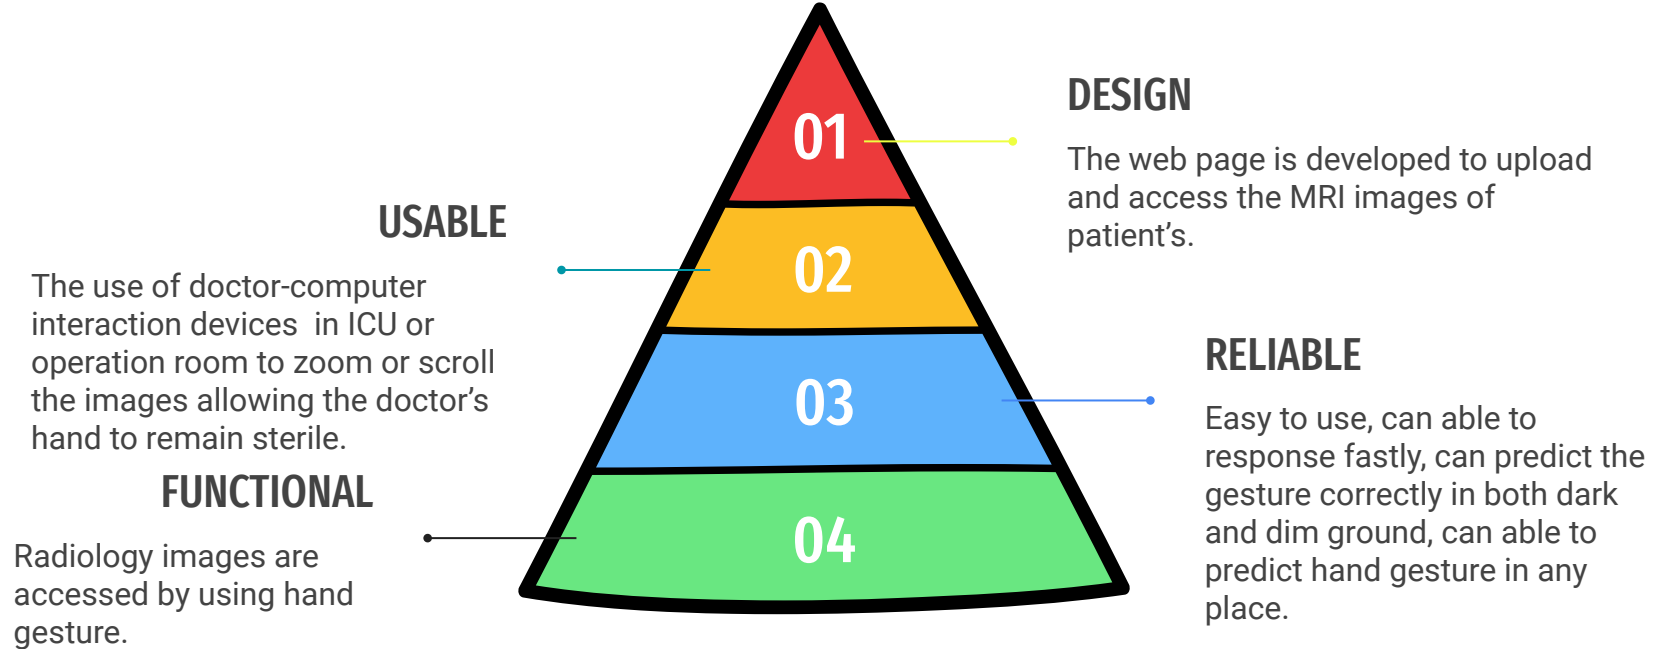 01
DESIGN
The web page is developed to upload
and access the MRI images of
patient’s.
USABLE
The use of doctor-computer
interaction devices  in ICU or
operation room to zoom or scroll
the images allowing the doctor’s
hand to remain sterile.
02
03
RELIABLE
Easy to use, can able to
response fastly, can predict the
gesture correctly in both dark
and dim ground, can able to
predict hand gesture in any
place.
FUNCTIONAL
Radiology images are
accessed by using hand
gesture.
04